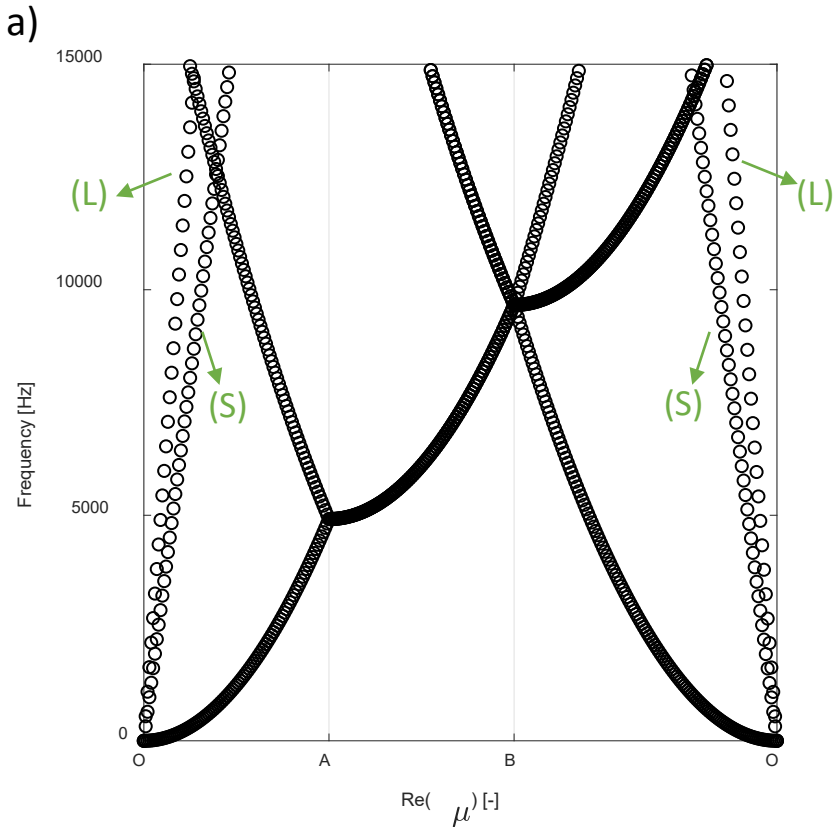 a)
15000
(L)
(L)
10000
(S)
(S)
Frequency [Hz]
5000
0
O
A
B
O
Re( μ) [-]